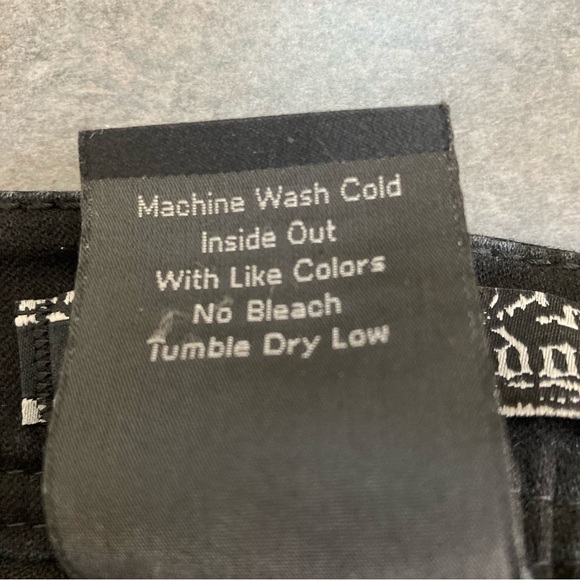 Machine Wash Cold
Inside Out
With Like Colors
No Bleach
Tumble Dry Low